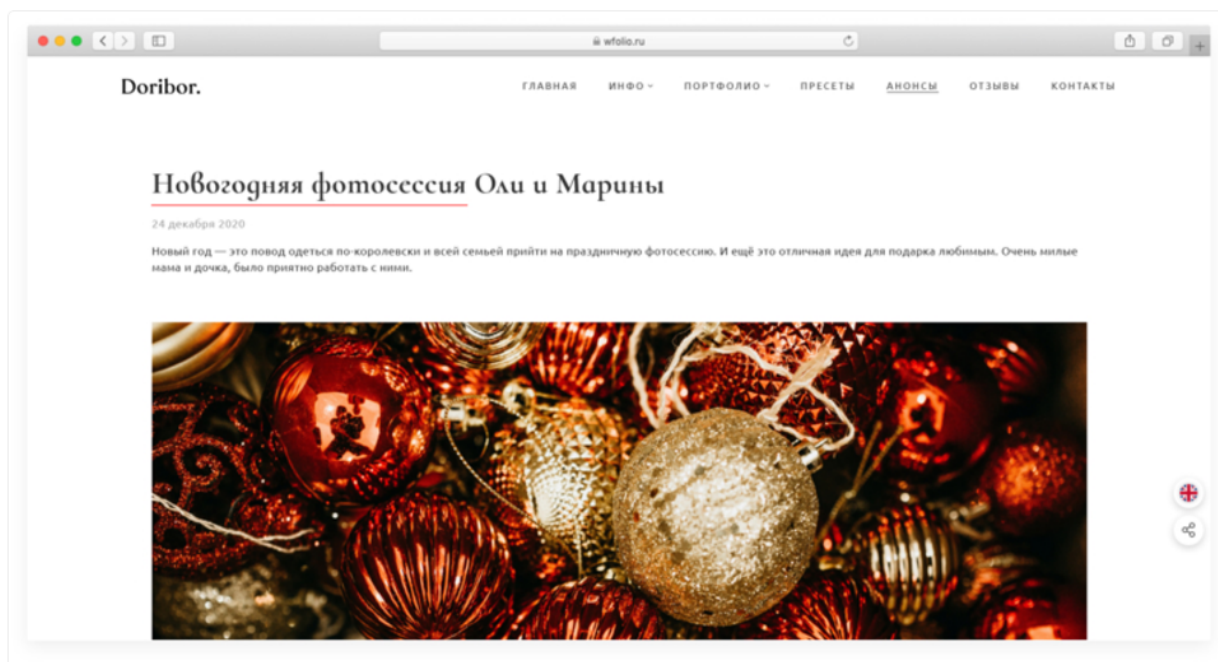 wfolio.ru
Doribor.
ГЛАВНАЯ ИНФО ПОРТФОЛИО ПРЕСЕТЫ АНОНСЫ ОТЗЫВЫ КОНТАКТЫ
Новогодняя фотосессия Оли и Марины
24 декабря 2020
Новый год — это повод одеться по-королевски и всей семьей прийти на праздничную фотосессию. И ещё это отличная идея для подарка любимым. Очень милые
мама и дочка, было приятно работать с ними.